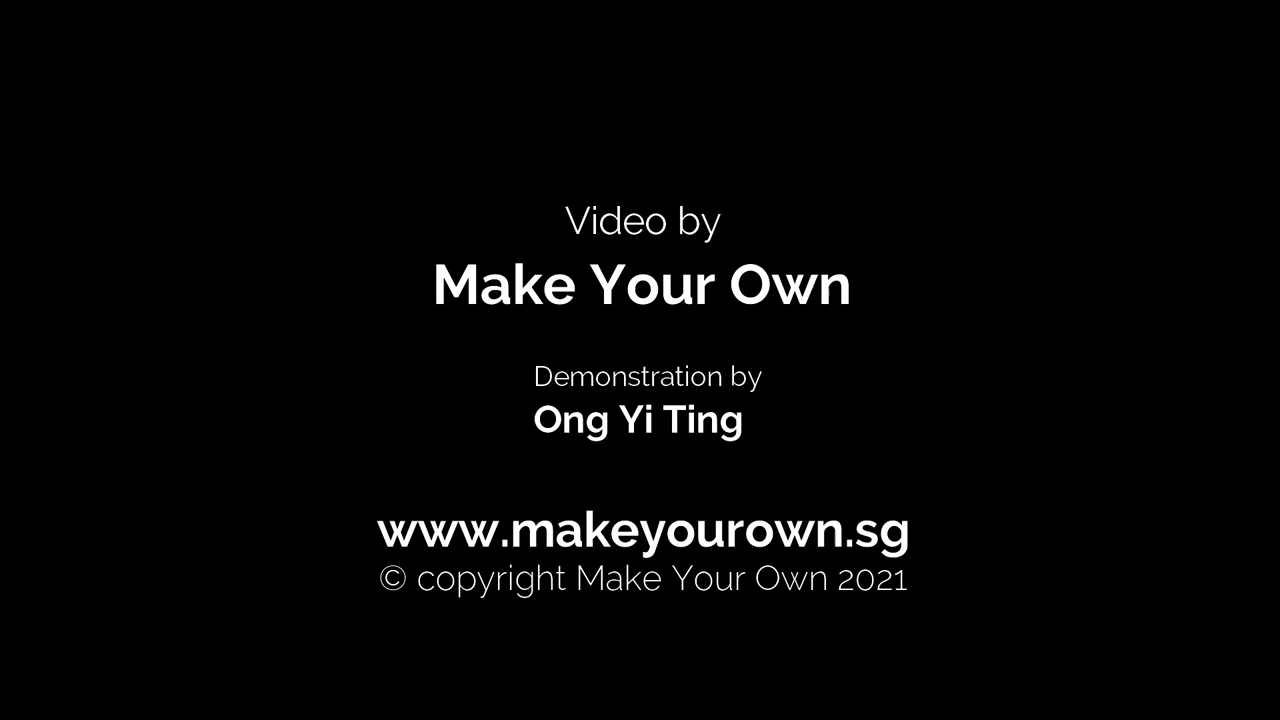 Video by
Make Your Own
Demonstration by
Ong Yi Ting
www.makeyourown.sg
© copyright Make Your Own 2021